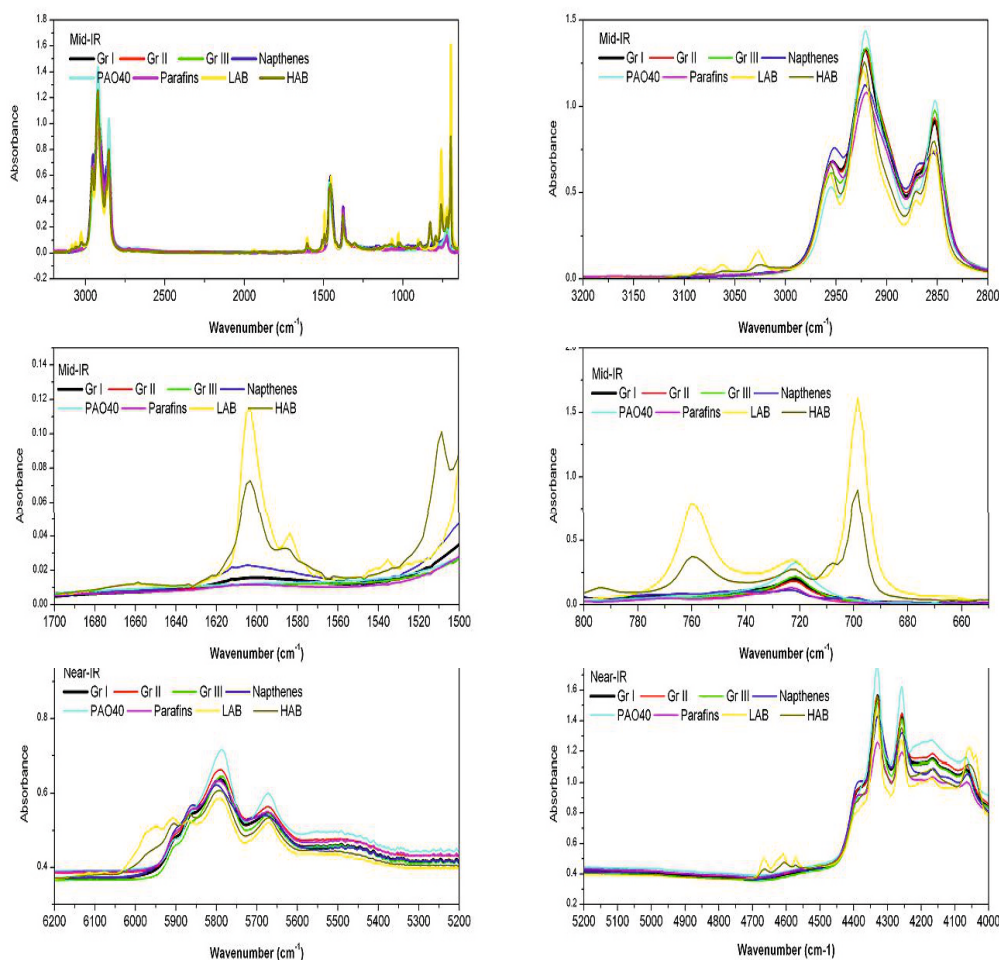 Mid-IR
Gr I Gr II Gr III Napthenes
PAO40 Parafins LAB HAB
1.8
1.6
1.4
1.2
1.0
0.8
0.6
0.4
0.2
0.0
-0.2
Absorbance
3000 2500 2000 1500 1000
Wavenumber (cm-1)
Mid-IR
Gr I Gr II Gr III Napthenes
PAO40 Parafins LAB HAB
1.5
1.0
0.5
0.0
Absorbance
3200 3150 3100 3050 3000 2950 2900 2850 2800
Wavenumber (cm-1)
Mid-IR
Gr I Gr II Gr III Napthenes
PAO40 Parafins LAB HAB
0.14
0.12
0.10
0.08
0.06
0.04
0.02
0.00
Absorbance
1700 1680 1660 1640 1620 1600 1580 1560 1540 1520 1500
Wavenumber (cm-1)
Mid-IR
Gr I Gr II Gr III Napthenes
PAO40 Parafins LAB HAB
2.0
1.5
1.0
0.5
0.0
Absorbance
800 780 760 740 720 700 680 660
Wavenumber (cm-1)
Near-IR
Gr I Gr II Gr III Napthenes
PAO40 Parafins LAB HAB
0.8
0.6
0.4
Absorbance
6200 6100 6000 5900 5800 5700 5600 5500 5400 5300 5200
Wavenumber (cm-1)
Near-IR
Gr I Gr II Gr III Napthenes
PAO40 Parafins LAB HAB
1.6
1.4
1.2
1.0
0.8
0.6
0.4
0.2
Absorbance
5200 5100 5000 4900 4800 4700 4600 4500 4400 4300 4200 4100 4000
Wavenumber (cm-1)